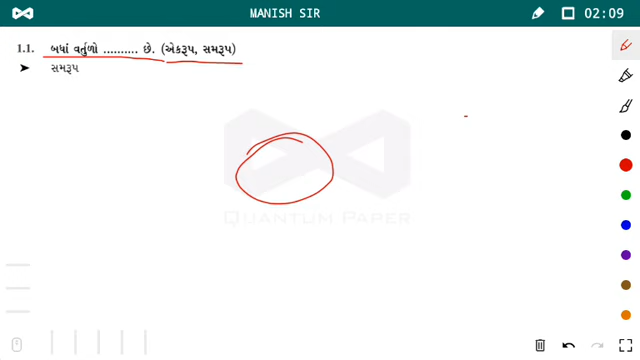 MANISH SIR
02:09
1.1. બધાં વર્તુળો .......... છે. (એકરૂપ, સમરૂપ)
➤ સમરૂપ
QUANTUM PAPER